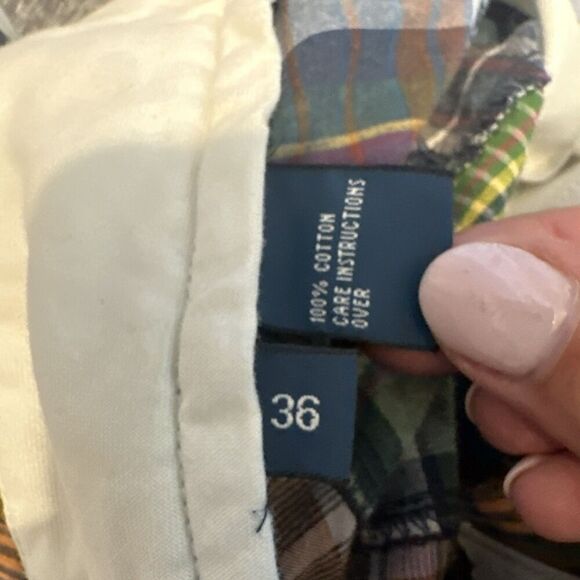 100% COTTON
CARE INSTRUCTIONS
OVER
36